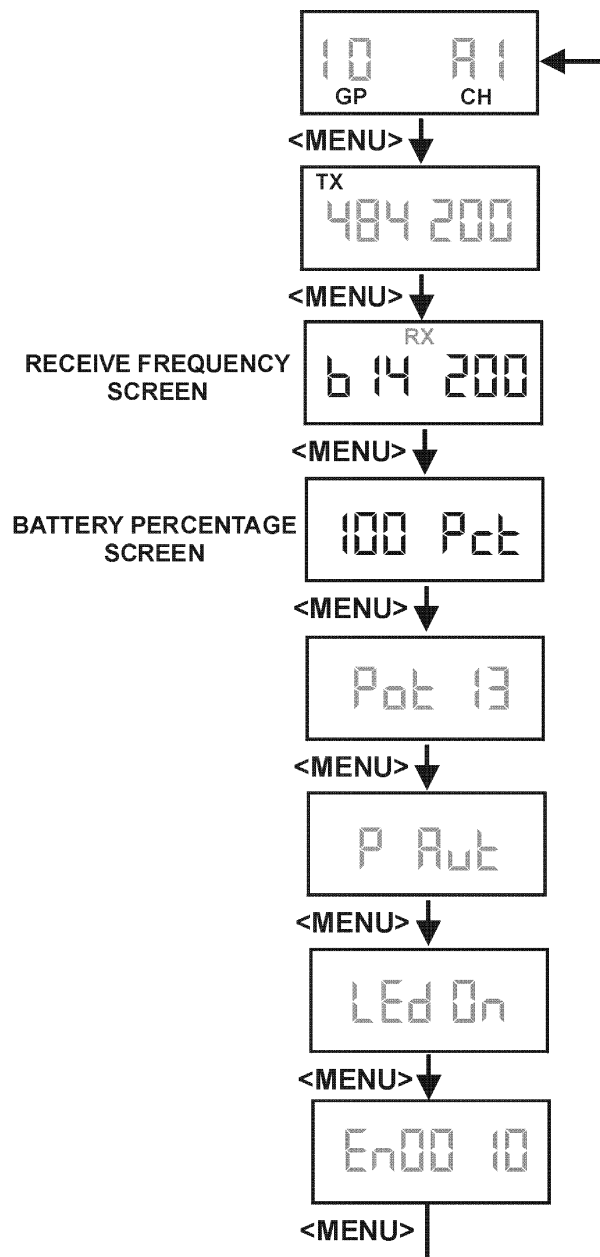 10 A1
GP CH
<MENU>
TX
484 200
<MENU>
RECEIVE FREQUENCY
SCREEN
RX
614 200
<MENU>
BATTERY PERCENTAGE
SCREEN
100 Pct
<MENU>
Pot 13
<MENU>
P Aut
<MENU>
LEd On
<MENU>
En00 10
<MENU>